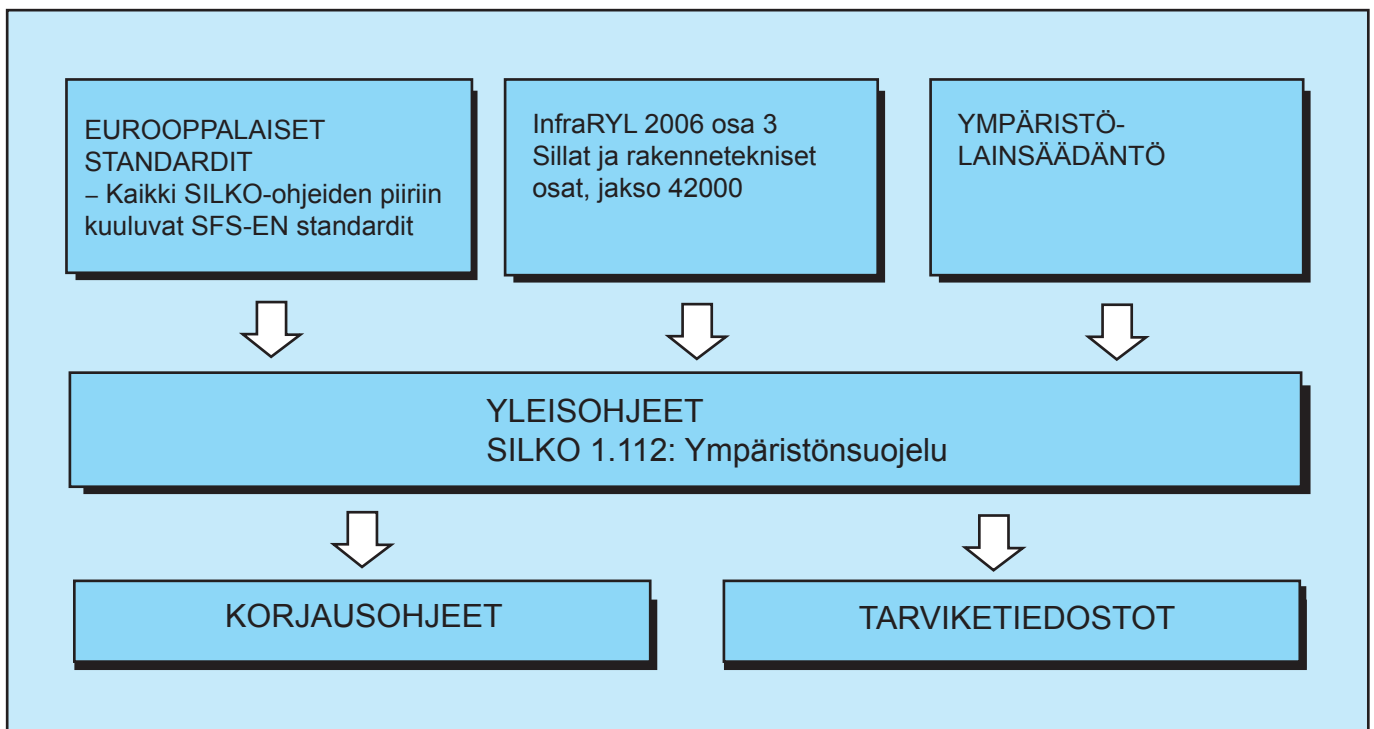 EUROOPPALAISET
STANDARDIT
– Kaikki SILKO-ohjeiden piiriin
kuuluvat SFS-EN standardit
InfraRYL 2006 osa 3
Sillat ja rakennetekniset
osat, jakso 42000
YMPÄRISTÖ-
LAINSÄÄDÄNTÖ
YLEISOHJEET
SILKO 1.112: Ympäristönsuojelu
KORJAUSOHJEET
TARVIKETIEDOSTOT